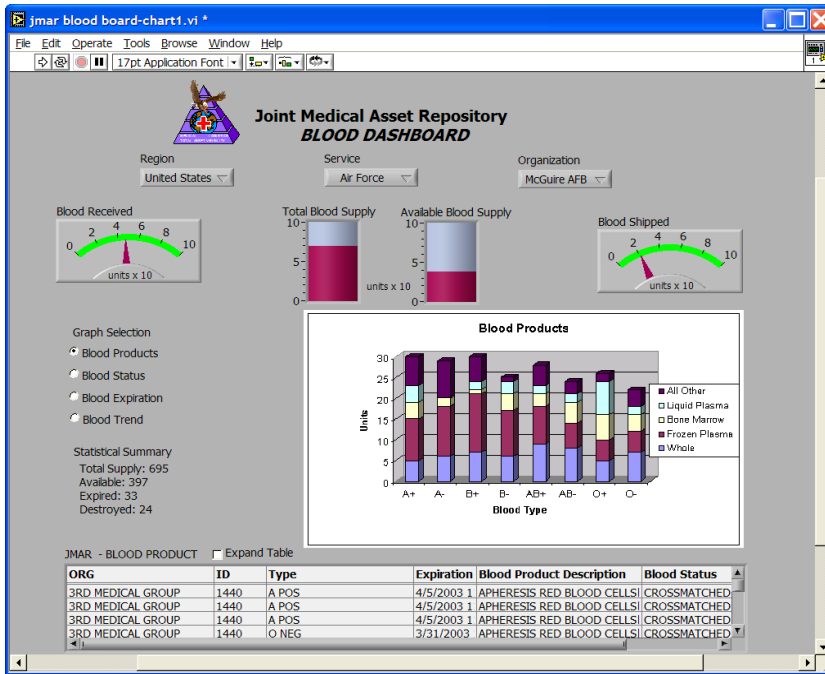 jmar blood board-chart1.vi *
File Edit Operate Tools Browse Window Help
17pt Application Font
1
Joint Medical Asset Repository
BLOOD DASHBOARD
Region Service Organization
United States Air Force McGuire AFB
Blood Received
0 2 4 6 8 10
units x 10
Total Blood Supply
10
5
0
units x 10
Available Blood Supply
10
5
0
Blood Shipped
0 2 4 6 8 10
units x 10
Graph Selection
Blood Products
Blood Status
Blood Expiration
Blood Trend
Statistical Summary
Total Supply: 695
Available: 397
Expired: 33
Destroyed: 24
Blood Products
Units
30
25
20
15
10
5
0
A+ A- B+ B- AB+ AB- O+ O-
Blood Type
All Other
Liquid Plasma
Bone Marrow
Frozen Plasma
Whole
JMAR - BLOOD PRODUCT Expand Table
ORG ID Type Expiration Blood Product Description Blood Status
3RD MEDICAL GROUP 1440 A POS 4/5/2003 1 APHERESIS RED BLOOD CELLS CROSSMATCHED
3RD MEDICAL GROUP 1440 A POS 4/5/2003 1 APHERESIS RED BLOOD CELLS CROSSMATCHED
3RD MEDICAL GROUP 1440 A POS 4/5/2003 1 APHERESIS RED BLOOD CELLS CROSSMATCHED
3RD MEDICAL GROUP 1440 O NEG 3/31/2003 APHERESIS RED BLOOD CELLS CROSSMATCHED